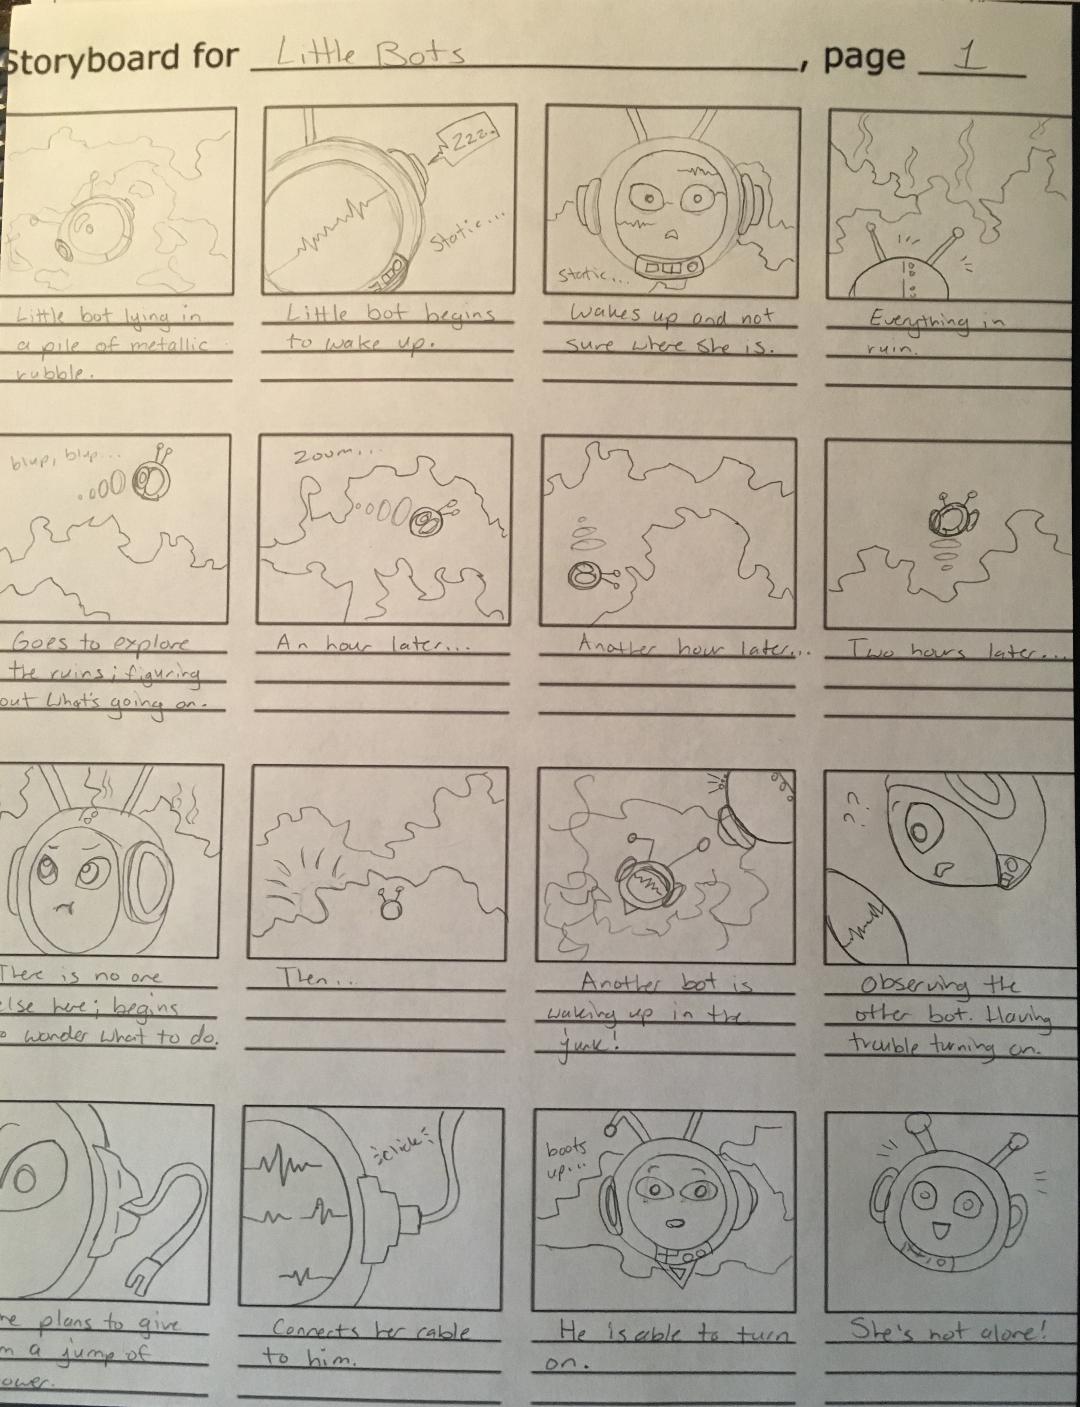 Storyboard for Little Bots, page 1
Zzz..
Static...
Static...
Little bot lying in
a pile of metallic
rubble.
Little bot begins
to wake up.
Wakes up and not
sure where she is.
Everything in
ruin.
blup, blup...
Zoom...
Goes to explore
the ruins; figuring
out what's going on.
An hour later...
Another hour later...
Two hours later...
??
There is no one
else here; begins
to wonder what to do.
Then...
Another bot is
waking up in the
junk!
Observing the
other bot. Having
trouble turning on.
click
boots
up...
plans to give
a jump of
Connects her cable
to him.
He is able to turn
on.
She's not alone!